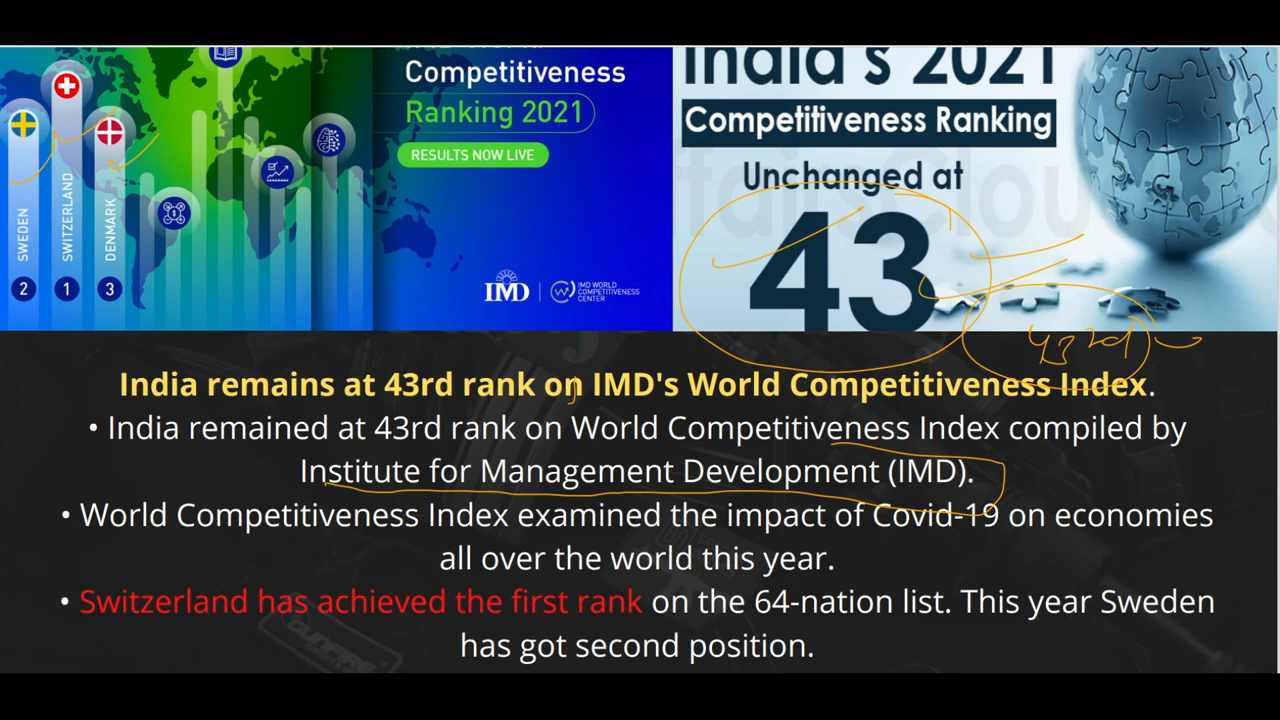 Competitiveness
Ranking 2021
RESULTS NOW LIVE
SWEDEN
SWITZERLAND
DENMARK
2
1
3
IMD
IMD WORLD
COMPETITIVENESS
CENTER
India's 2021
Competitiveness Ranking
Unchanged at
43
43rd
India remains at 43rd rank on IMD's World Competitiveness Index.
• India remained at 43rd rank on World Competitiveness Index compiled by
Institute for Management Development (IMD).
• World Competitiveness Index examined the impact of Covid-19 on economies
all over the world this year.
• Switzerland has achieved the first rank on the 64-nation list. This year Sweden
has got second position.